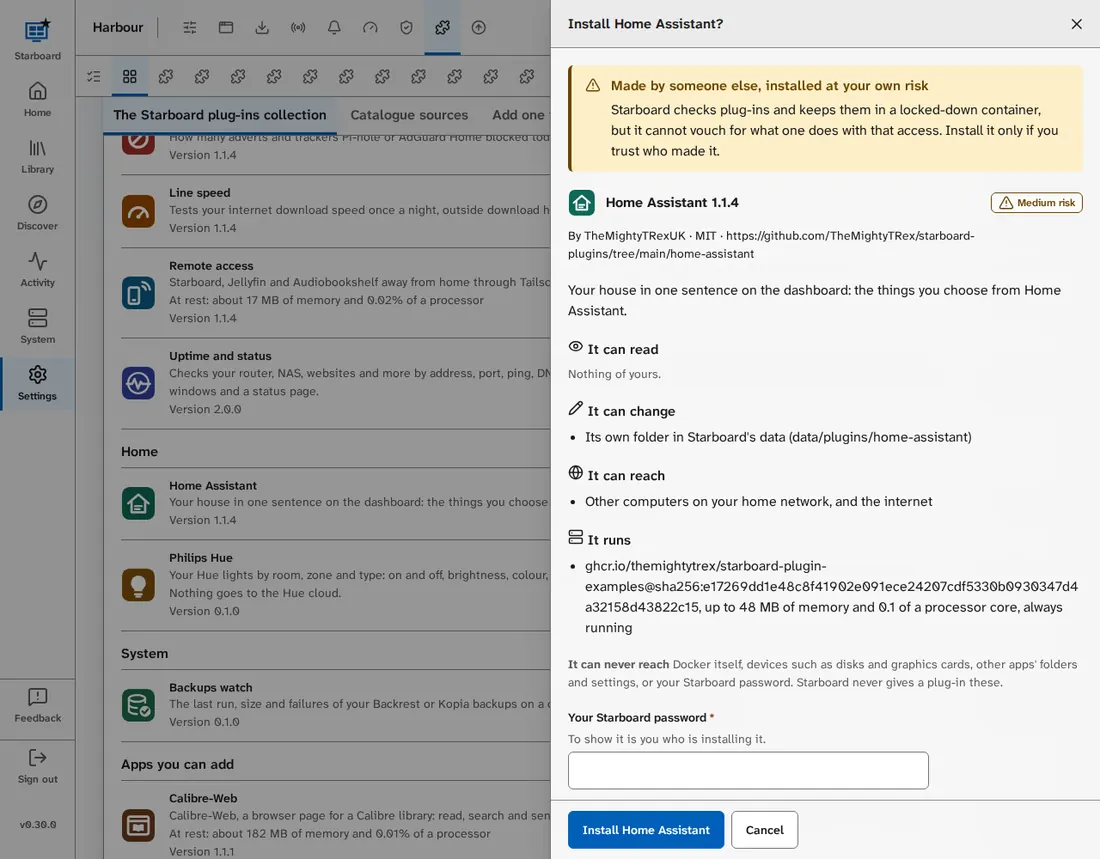 Starboard
Home
Library
Discover
Activity
System
Settings
Feedback
Sign out
v0.30.0
Harbour
The Starboard plug-ins collection
Catalogue sources
Add one
How many adverts and trackers Pi-hole or AdGuard Home blocked tod
Version 1.1.4
Line speed
Tests your internet download speed once a night, outside download h
Version 1.1.4
Remote access
Starboard, Jellyfin and Audiobookshelf away from home through Tailsc
At rest: about 17 MB of memory and 0.02% of a processor
Version 1.1.4
Uptime and status
Checks your router, NAS, websites and more by address, port, ping, DN
windows and a status page.
Version 2.0.0
Home
Home Assistant
Your house in one sentence on the dashboard: the things you choose
Version 1.1.4
Philips Hue
Your Hue lights by room, zone and type: on and off, brightness, colour,
Nothing goes to the Hue cloud.
Version 0.1.0
System
Backups watch
The last run, size and failures of your Backrest or Kopia backups on a c
Version 0.1.0
Apps you can add
Calibre-Web
Calibre-Web, a browser page for a Calibre library: read, search and sen
At rest: about 182 MB of memory and 0.01% of a processor
Version 1.1.1
Install Home Assistant?
Made by someone else, installed at your own risk
Starboard checks plug-ins and keeps them in a locked-down container,
but it cannot vouch for what one does with that access. Install it only if you
trust who made it.
Home Assistant 1.1.4
Medium risk
By TheMightyTRexUK · MIT · https://github.com/TheMightyTRex/starboard-
plugins/tree/main/home-assistant
Your house in one sentence on the dashboard: the things you choose from Home
Assistant.
It can read
Nothing of yours.
It can change
• Its own folder in Starboard's data (data/plugins/home-assistant)
It can reach
• Other computers on your home network, and the internet
It runs
• ghcr.io/themightytrex/starboard-plugin-
examples@sha256:e17269dd1e48c8f41902e091ece24207cdf5330b0930347d4
a32158d43822c15, up to 48 MB of memory and 0.1 of a processor core, always
running
It can never reach Docker itself, devices such as disks and graphics cards, other apps' folders
and settings, or your Starboard password. Starboard never gives a plug-in these.
Your Starboard password *
To show it is you who is installing it.
Install Home Assistant
Cancel